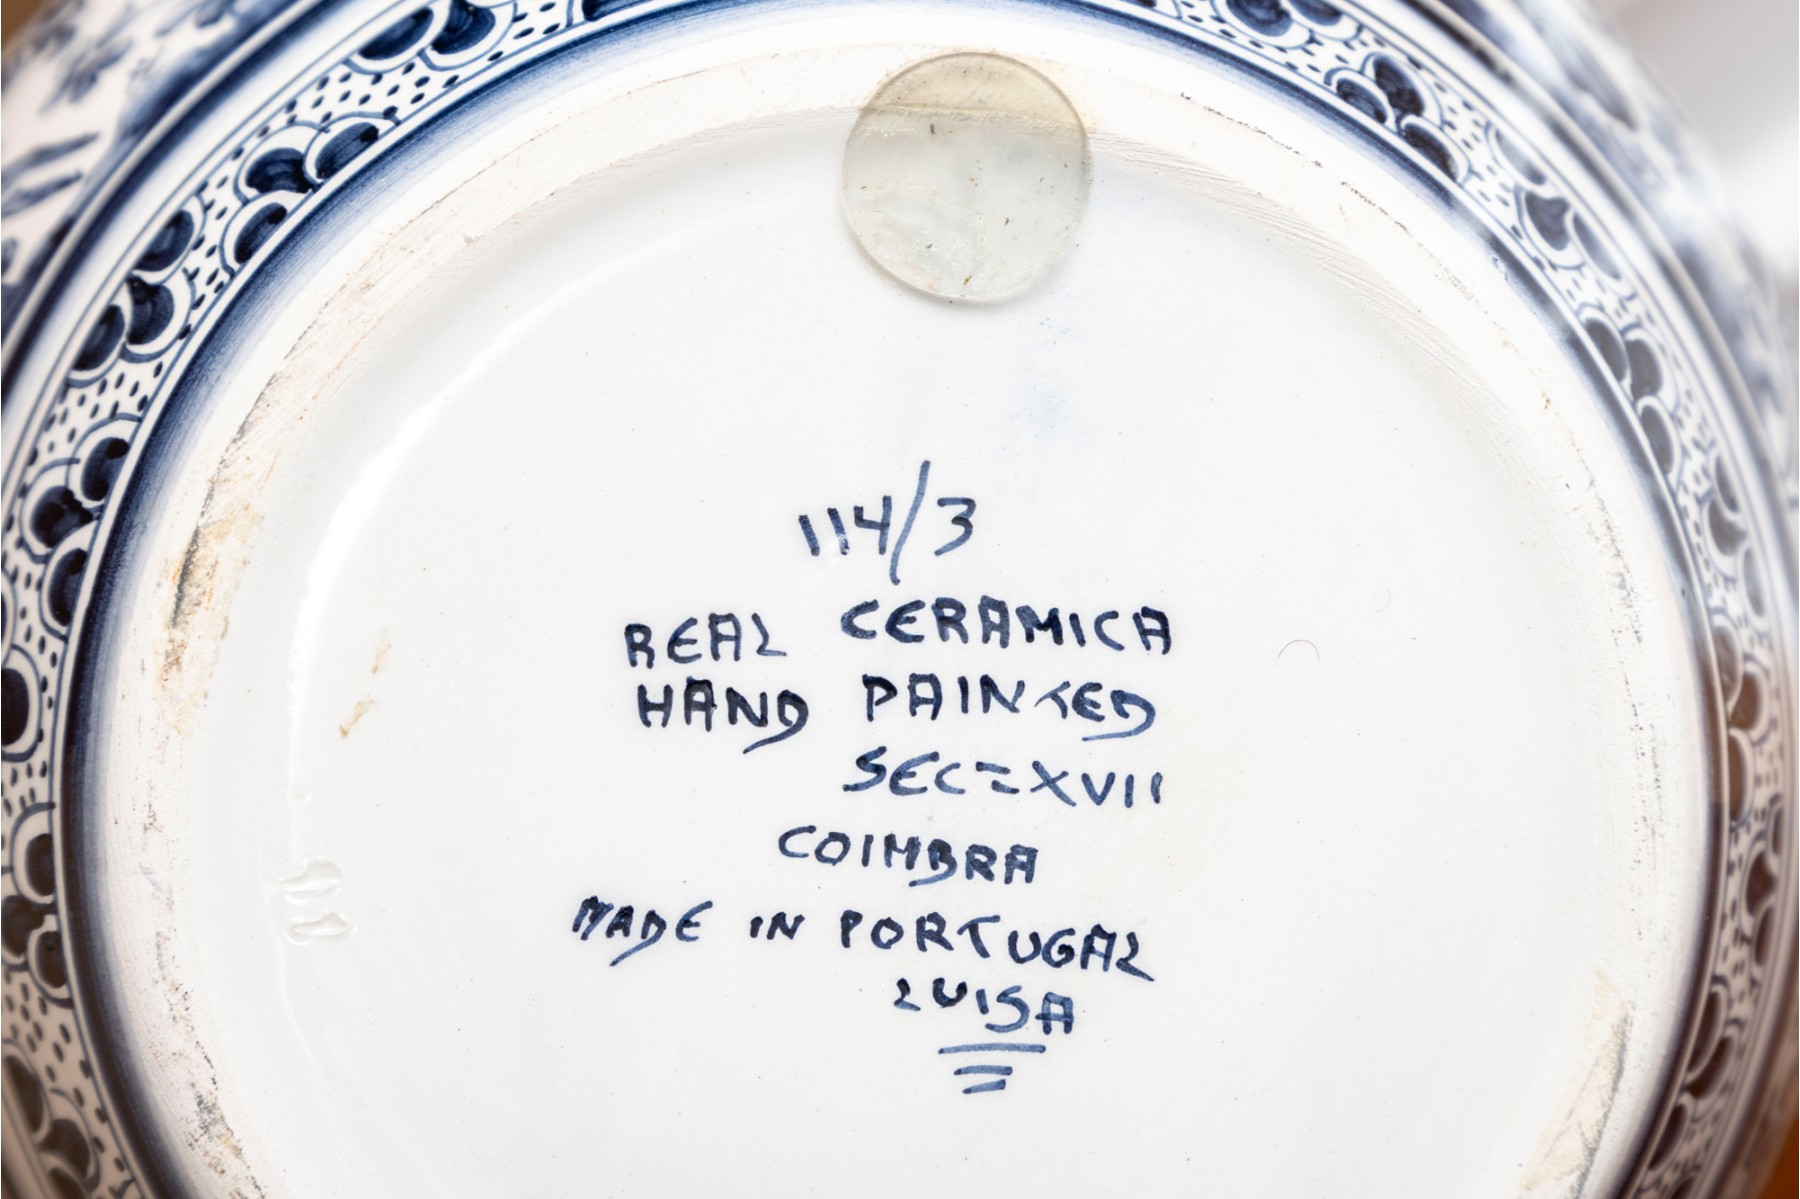 114/3
REAL CERAMICA
HAND PAINTED
SEC=XVII
COIMBRA
MADE IN PORTUGAL
LUISA